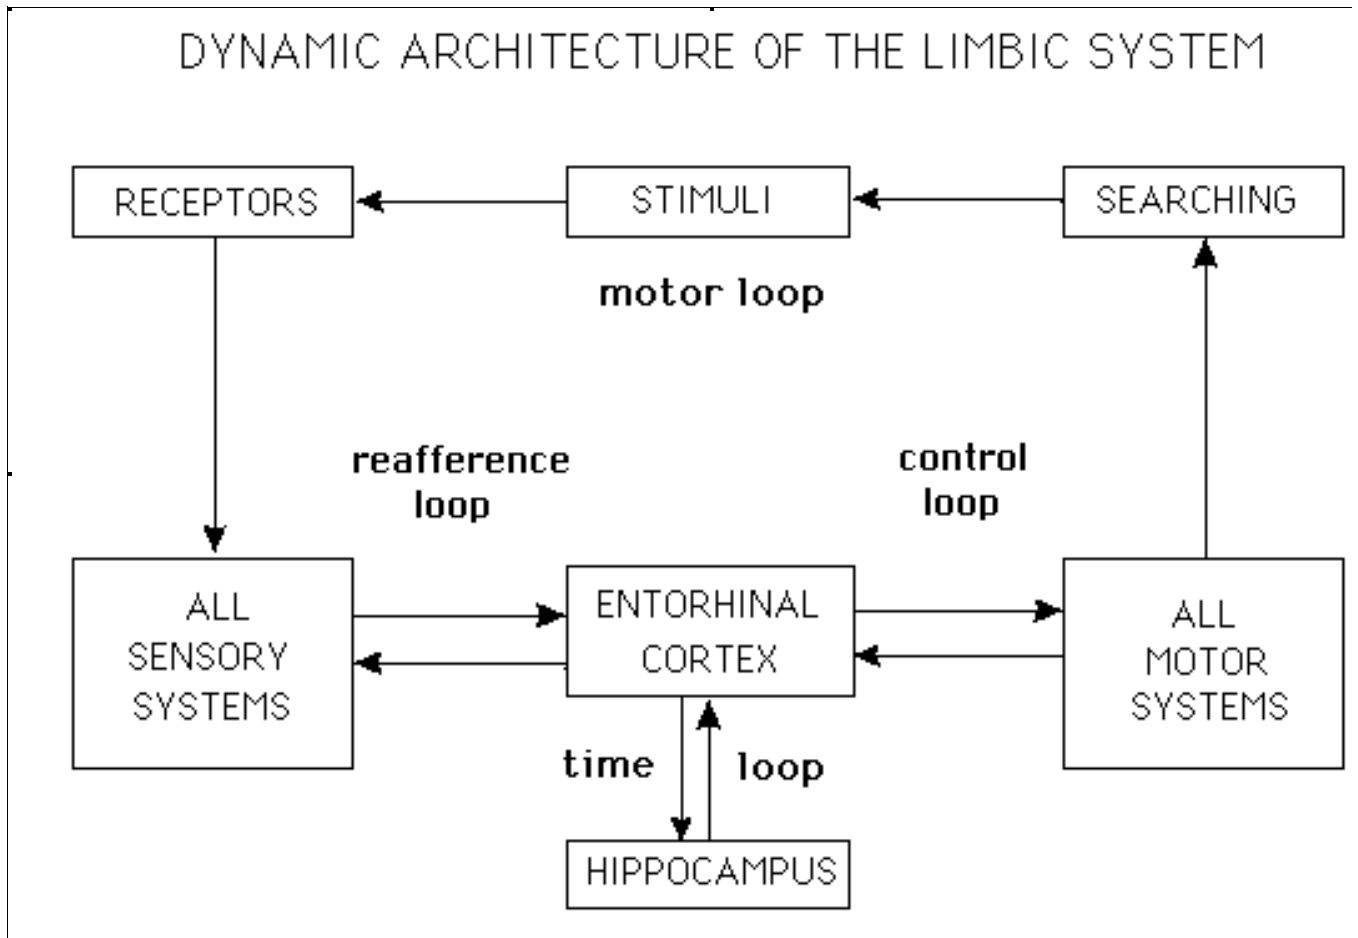 DYNAMIC ARCHITECTURE OF THE LIMBIC SYSTEM
RECEPTORS
STIMULI
SEARCHING
motor loop
reafference
loop
control
loop
ALL
SENSORY
SYSTEMS
ENTORHINAL
CORTEX
ALL
MOTOR
SYSTEMS
time loop
HIPPOCAMPUS